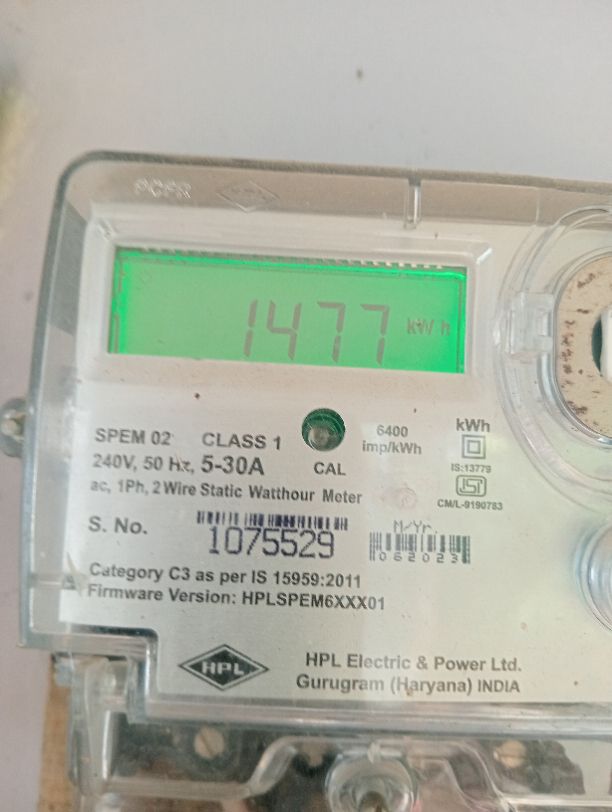 PCFR
1477 kWh
SPEM 02 CLASS 1
240V, 50 Hz, 5-30A
ac, 1Ph, 2 Wire Static Watthour Meter
CAL
6400
imp/kWh
kWh
IS:13779
ISI
CM/L-9190783
S. No.
1075529
M/Yr.
062023
Category C3 as per IS 15959:2011
Firmware Version: HPLSPEM6XXX01
HPL
HPL Electric & Power Ltd.
Gurugram (Haryana) INDIA